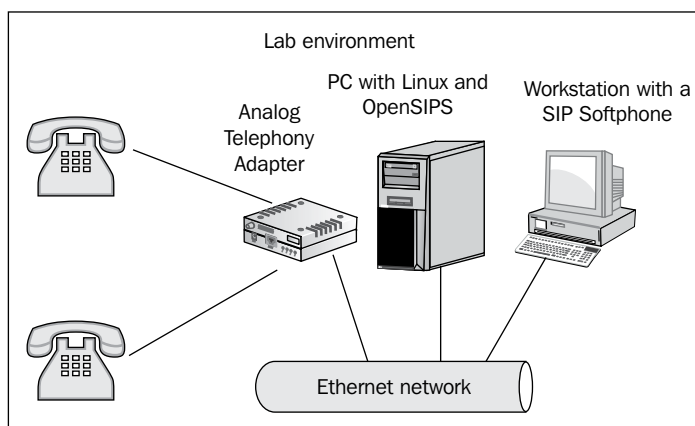 Lab environment
PC with Linux and
OpenSIPS
Workstation with a
SIP Softphone
Analog
Telephony
Adapter
Ethernet network